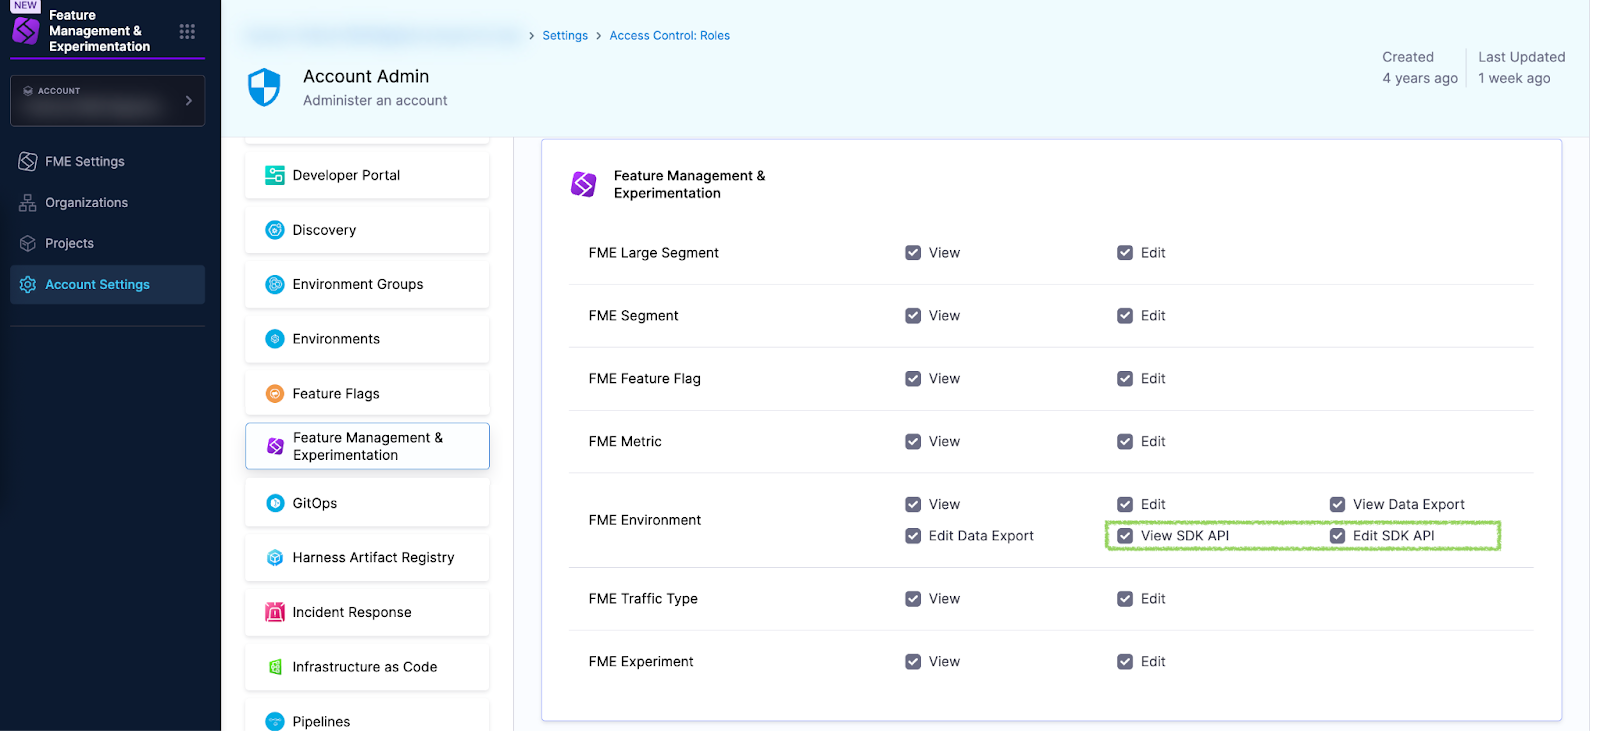 NEW
Feature
Management &
Experimentation
ACCOUNT
FME Settings
Organizations
Projects
Account Settings
> Settings > Access Control: Roles
Account Admin
Administer an account
Created
4 years ago
Last Updated
1 week ago
Developer Portal
Discovery
Environment Groups
Environments
Feature Flags
Feature Management &
Experimentation
GitOps
Harness Artifact Registry
Incident Response
Infrastructure as Code
Pipelines
Feature Management &
Experimentation
FME Large Segment View Edit
FME Segment View Edit
FME Feature Flag View Edit
FME Metric View Edit
FME Environment
View Edit View Data Export
Edit Data Export View SDK API Edit SDK API
FME Traffic Type View Edit
FME Experiment View Edit